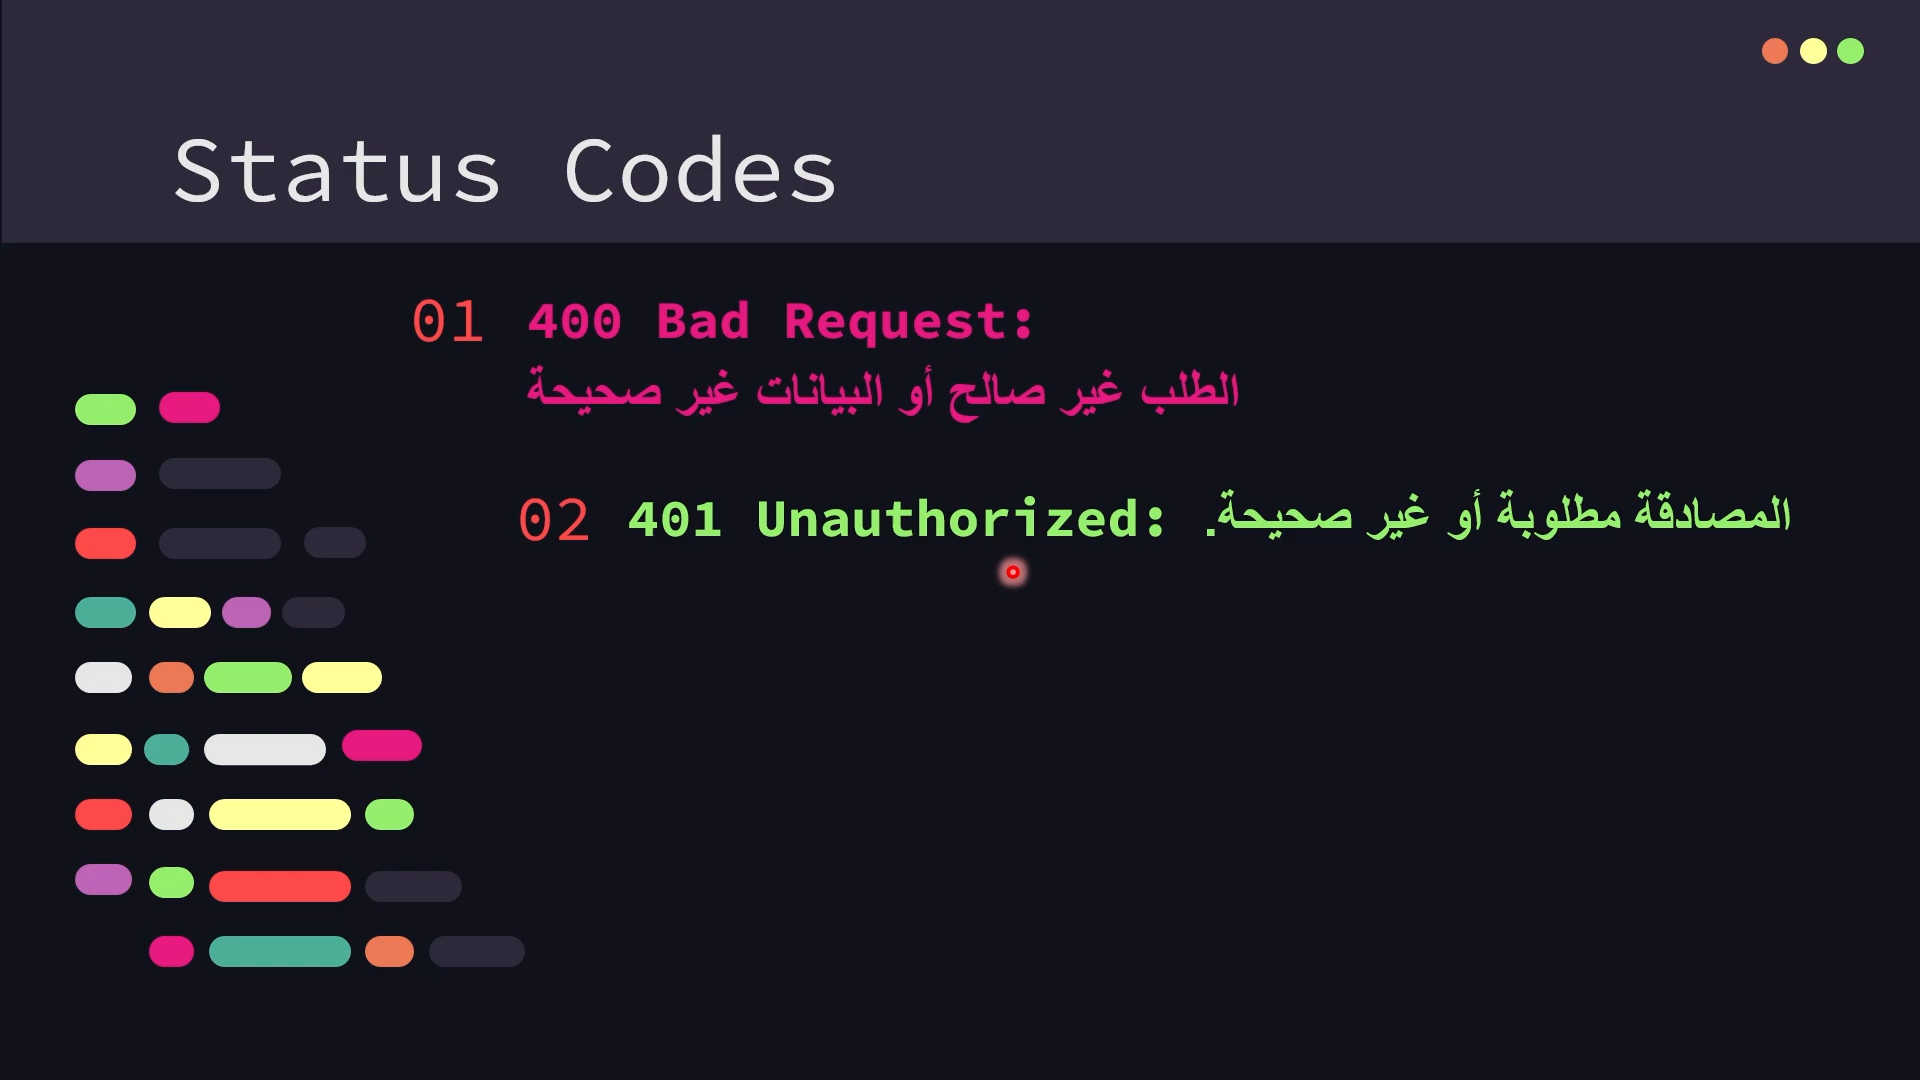 Status Codes
01 400 Bad Request:
الطلب غير صالح أو البيانات غير صحيحة
02 401 Unauthorized: المصادقة مطلوبة أو غير صحيحة.